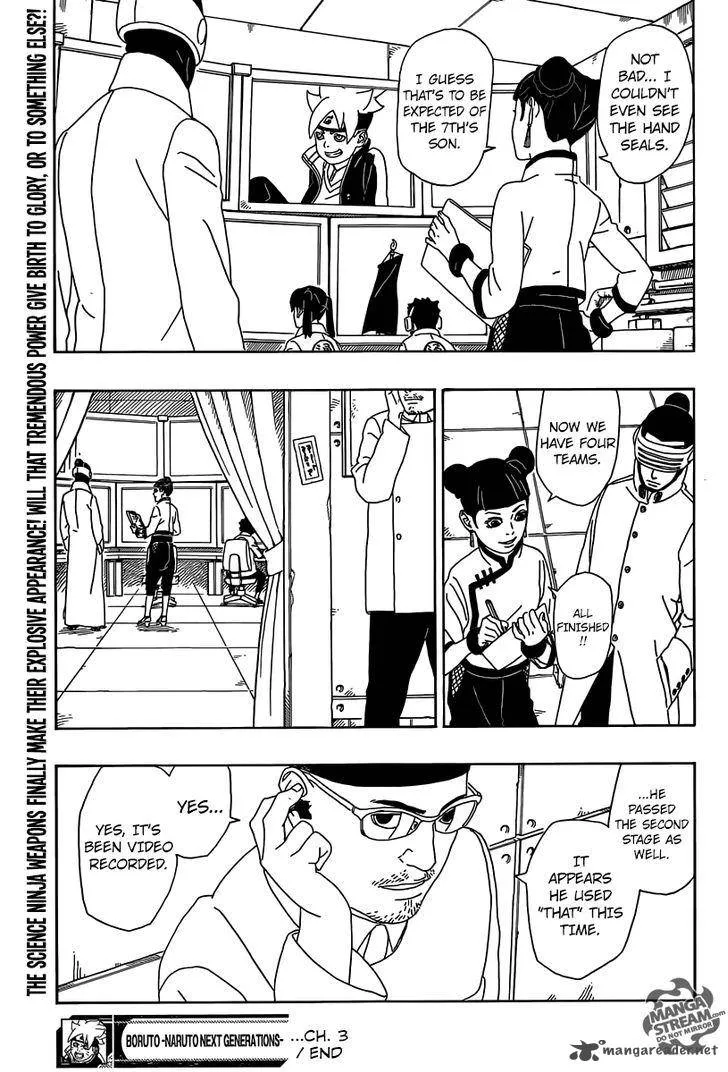 THE SCIENCE NINJA WEAPONS FINALLY MAKE THEIR EXPLOSIVE APPEARANCE! WILL THAT TREMENDOUS POWER GIVE BIRTH TO GLORY, OR TO SOMETHING ELSE?!
NOT
BAD... I
COULDN'T
EVEN SEE
THE HAND
SEALS.
I GUESS
THAT'S TO BE
EXPECTED OF
THE 7TH'S
SON.
NOW WE
HAVE FOUR
TEAMS.
ALL
FINISHED
!!
...HE
PASSED
THE SECOND
STAGE AS
WELL.
IT
APPEARS
HE USED
"THAT" THIS
TIME.
YES...
YES, IT'S
BEEN VIDEO
RECORDED.
MANGA
STREAM.COM
DO NOT MIRROR
BORUTO -NARUTO NEXT GENERATIONS- ...CH. 3
/ END
mangareader.net